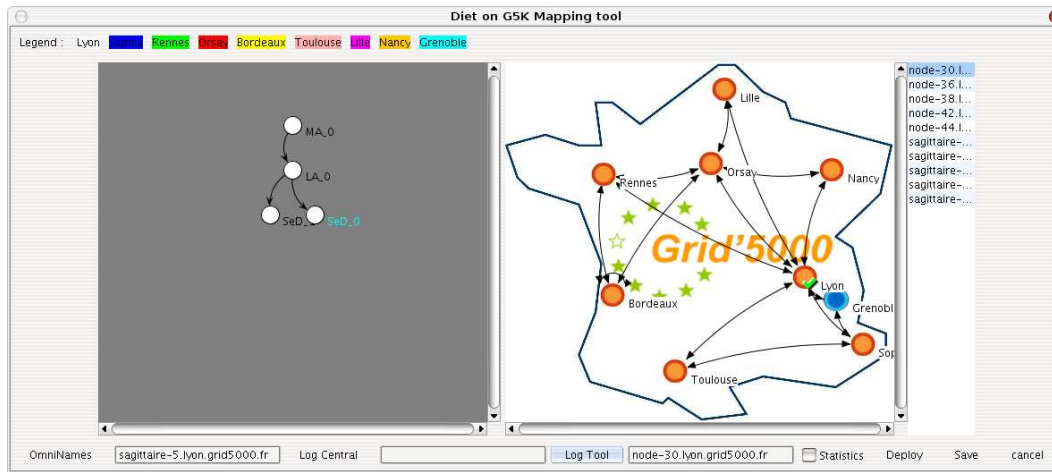 Diet on G5K Mapping tool
Legend : Lyon Rennes Orsay Bordeaux Toulouse Lille Nancy Grenoble
MA_0
LA_0
SeD_ SeD_0
Lille
Orsay
Rennes
Nancy
Grid'5000
Lyon
Grenobl
Bordeaux
Sop
Toulouse
node-30.l...
node-36.l...
node-38.l...
node-42.l...
node-44.l...
sagittaire-...
sagittaire-...
sagittaire-...
sagittaire-...
sagittaire-...
OmniNames sagittaire-5.lyon.grid5000.fr Log Central Log Tool node-30.lyon.grid5000.fr Statistics Deploy Save cancel